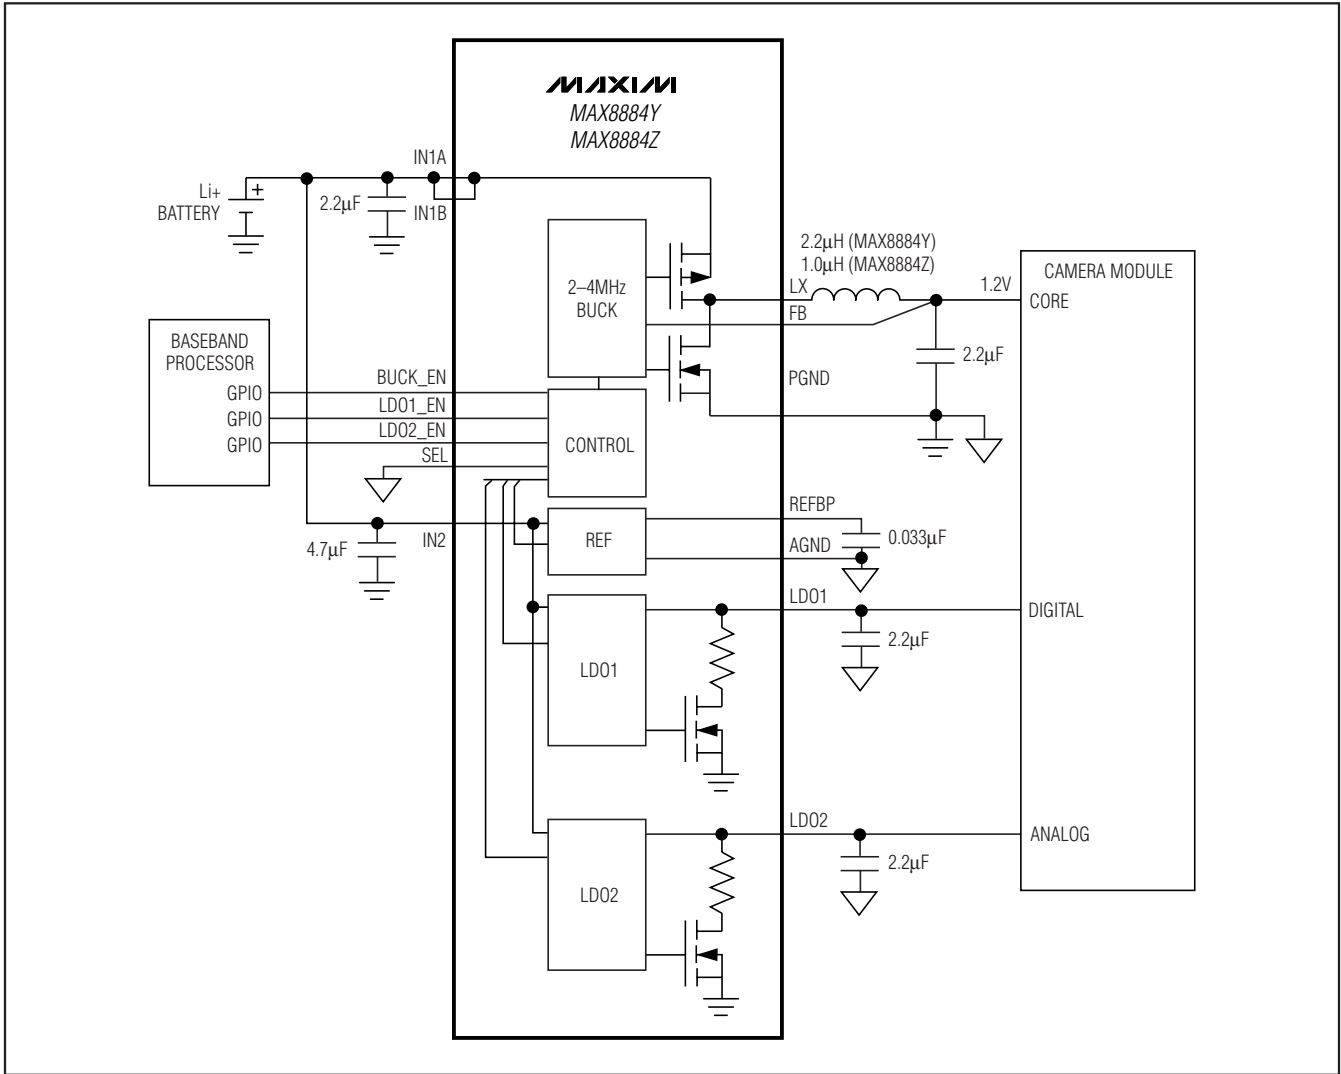 MAXIM
MAX8884Y
MAX8884Z
IN1A
Li+
BATTERY
+
2.2μF
IN1B
2–4MHz
BUCK
2.2μH (MAX8884Y)
1.0μH (MAX8884Z)
LX
FB
1.2V
CAMERA MODULE
CORE
2.2μF
PGND
BASEBAND
PROCESSOR
GPIO
GPIO
GPIO
BUCK_EN
LDO1_EN
LDO2_EN
SEL
CONTROL
REFBP
4.7μF
IN2
REF
AGND
0.033μF
LDO1
DIGITAL
2.2μF
LDO1
LDO2
ANALOG
2.2μF
LDO2